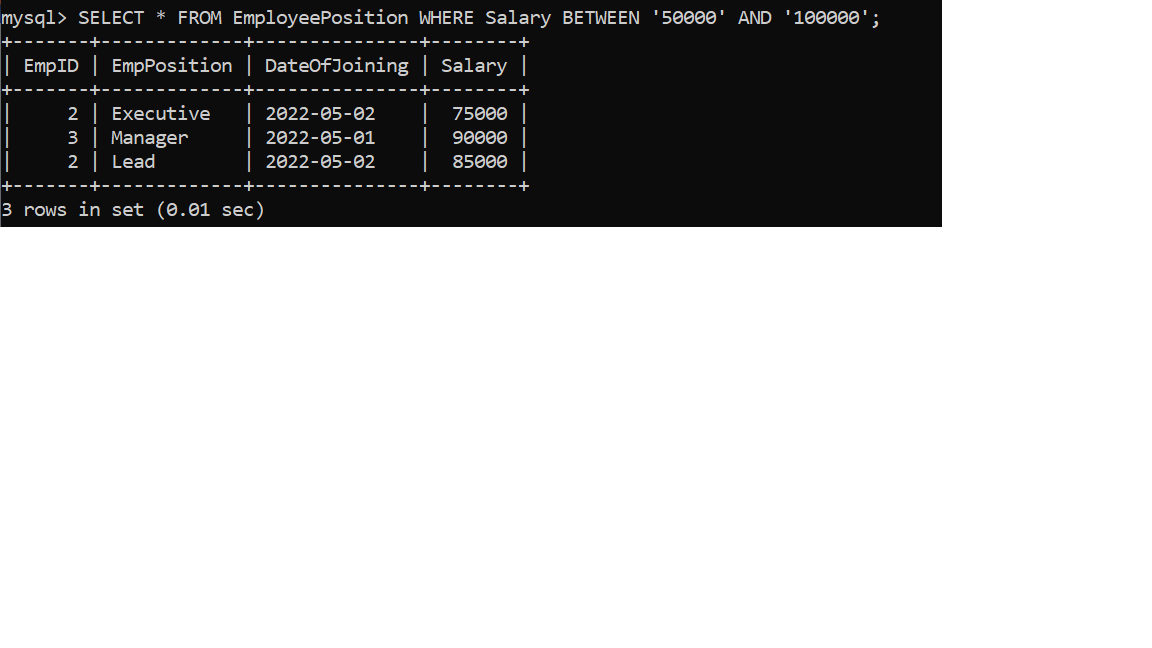 mysql> SELECT * FROM EmployeePosition WHERE Salary BETWEEN '50000' AND '100000';
+-------+-------------+---------------+--------+
| EmpID | EmpPosition | DateOfJoining | Salary |
+-------+-------------+---------------+--------+
|     2 | Executive   | 2022-05-02    |  75000 |
|     3 | Manager     | 2022-05-01    |  90000 |
|     2 | Lead        | 2022-05-02    |  85000 |
+-------+-------------+---------------+--------+
3 rows in set (0.01 sec)